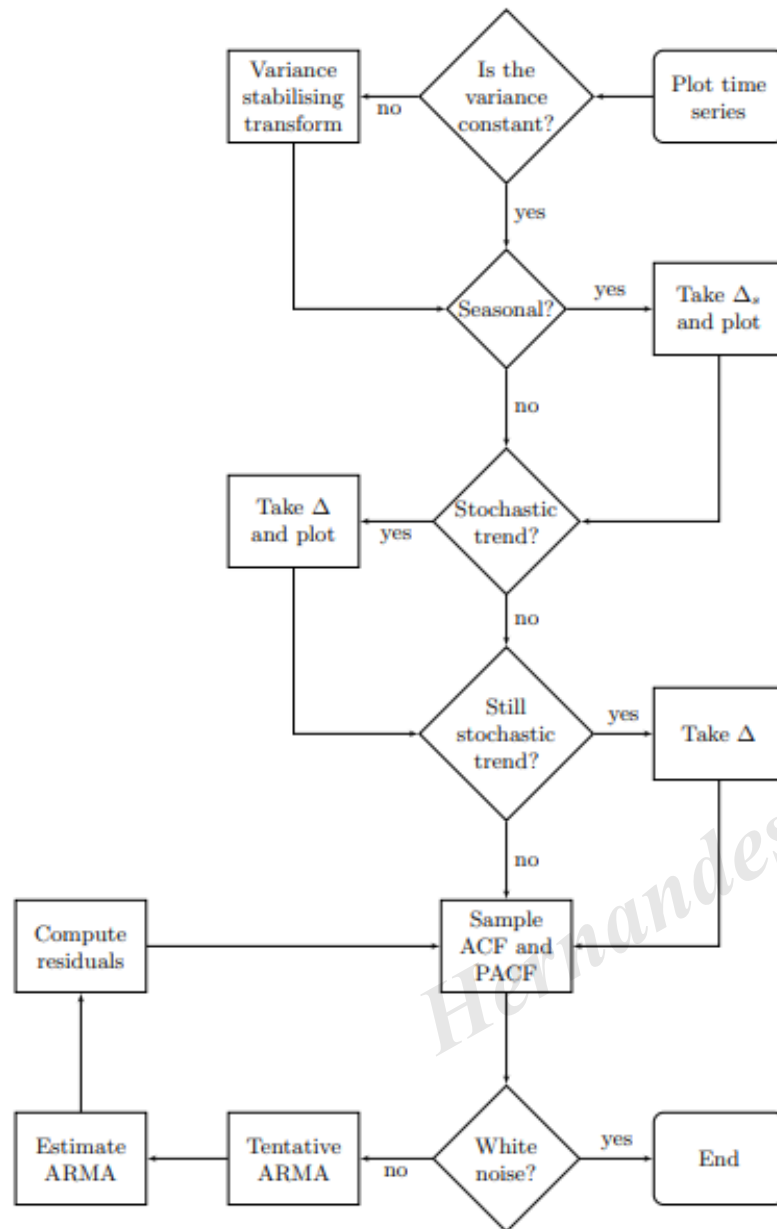 Variance
stabilising
transform
no
Is the
variance
constant?
Plot time
series
yes
Seasonal?
yes
Take Δₛ
and plot
no
Take Δ
and plot
yes
Stochastic
trend?
no
Still
stochastic
trend?
yes
Take Δ
no
Compute
residuals
Sample
ACF and
PACF
Hernandes
Estimate
ARMA
Tentative
ARMA
no
White
noise?
yes
End